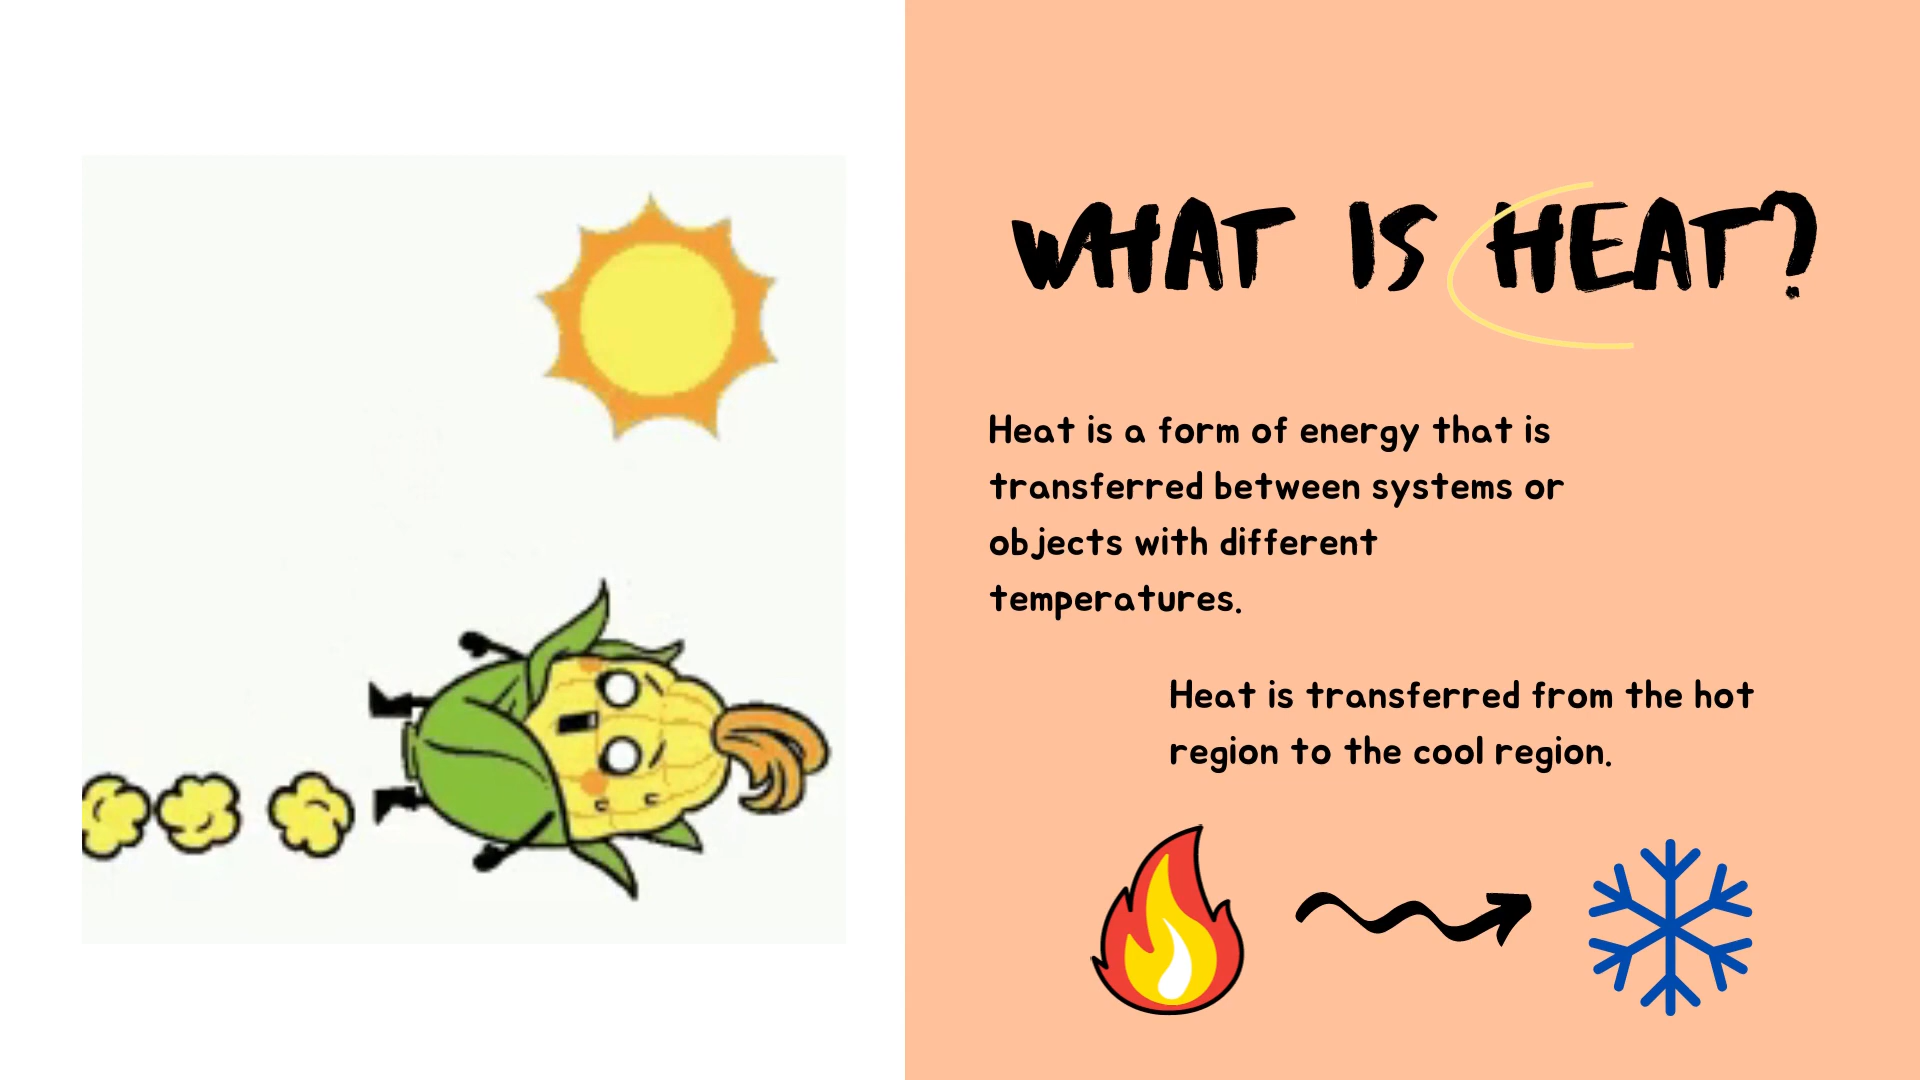 WHAT IS HEAT?
Heat is a form of energy that is
transferred between systems or
objects with different
temperatures.
Heat is transferred from the hot
region to the cool region.